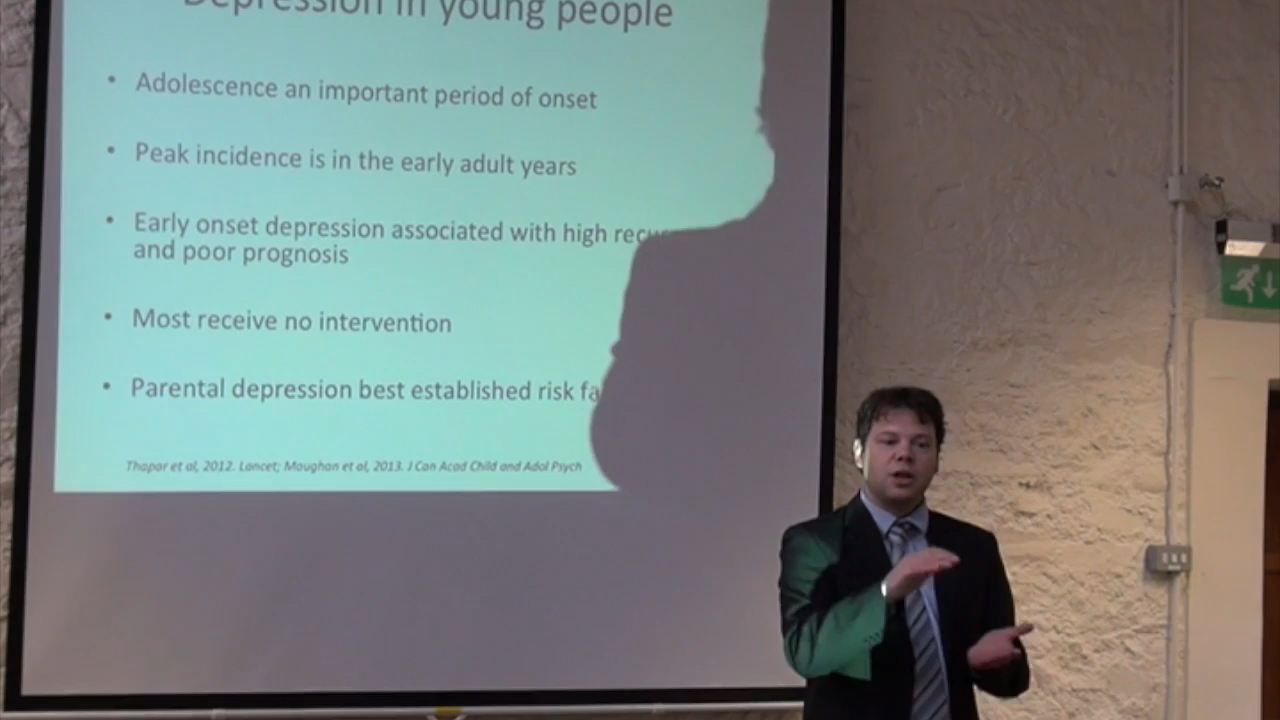 Depression in young people
• Adolescence an important period of onset
• Peak incidence is in the early adult years
• Early onset depression associated with high
and poor prognosis
• Most receive no intervention
• Parental depression best established risk
Thapar et al, 2012. Lancet; Maughan et al, 2013. J Can Acad Child and Adol Psych